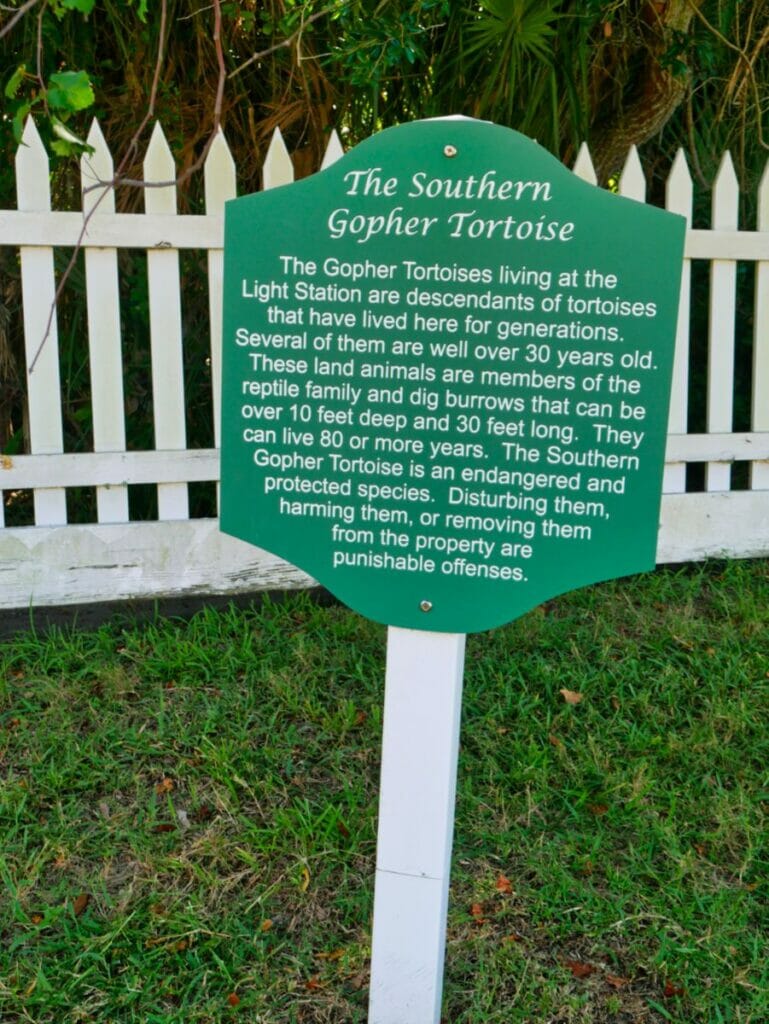 The Southern
Gopher Tortoise
The Gopher Tortoises living at the
Light Station are descendants of tortoises
that have lived here for generations.
Several of them are well over 30 years old.
These land animals are members of the
reptile family and dig burrows that can be
over 10 feet deep and 30 feet long. They
can live 80 or more years. The Southern
Gopher Tortoise is an endangered and
protected species. Disturbing them,
harming them, or removing them
from the property are
punishable offenses.